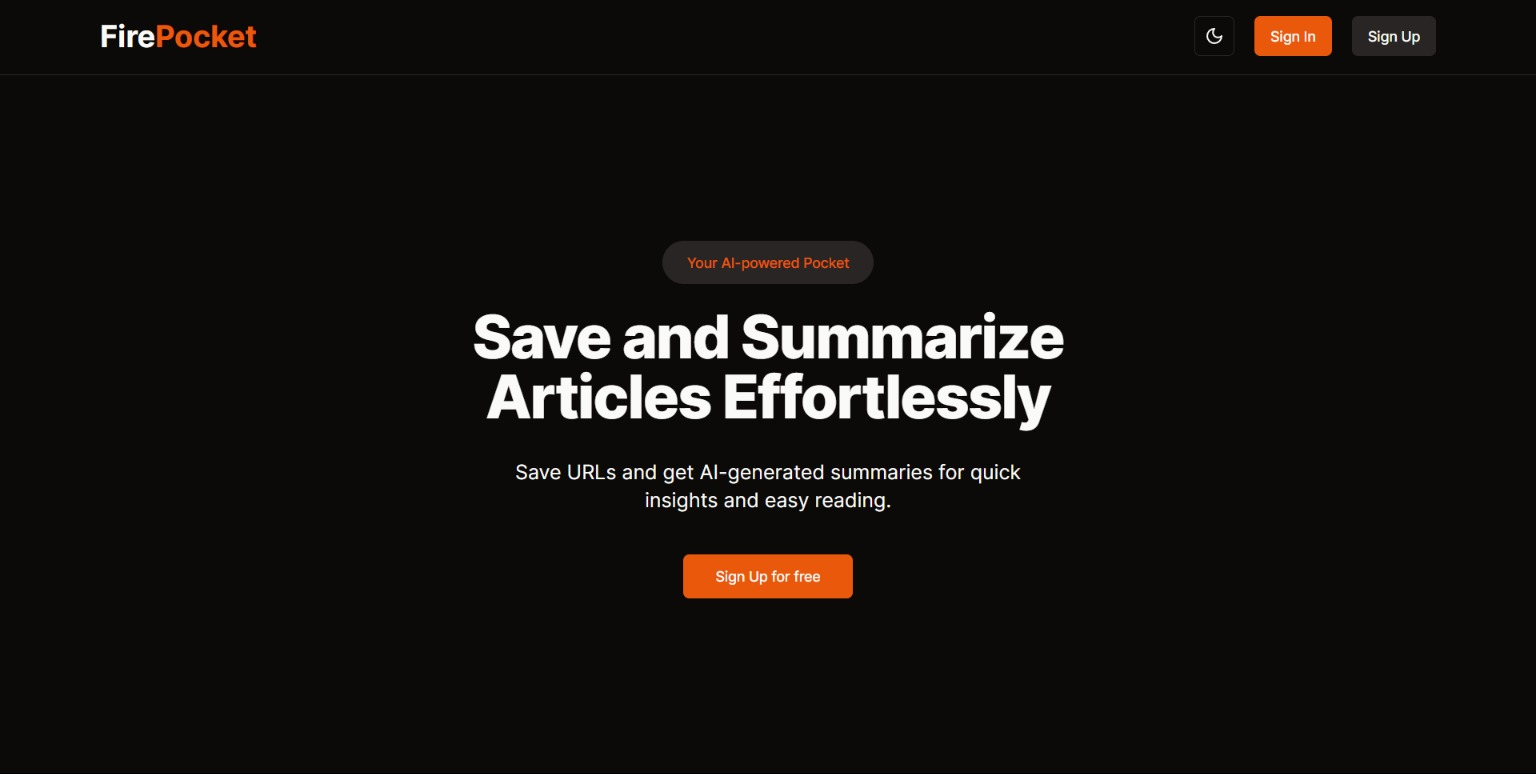 FirePocket
Sign In
Sign Up
Your AI-powered Pocket
Save and Summarize
Articles Effortlessly
Save URLs and get AI-generated summaries for quick
insights and easy reading.
Sign Up for free